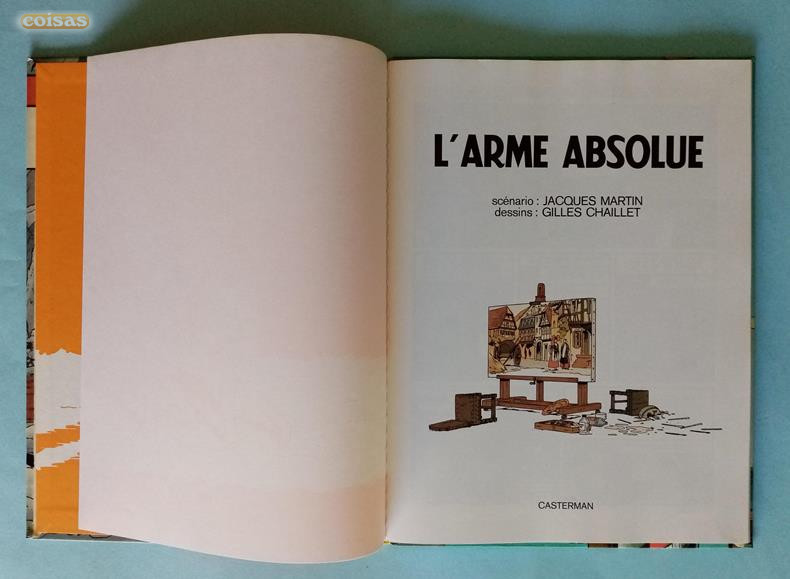 coisas
L'ARME ABSOLUE
scénario : JACQUES MARTIN
dessins : GILLES CHAILLET
CASTERMAN